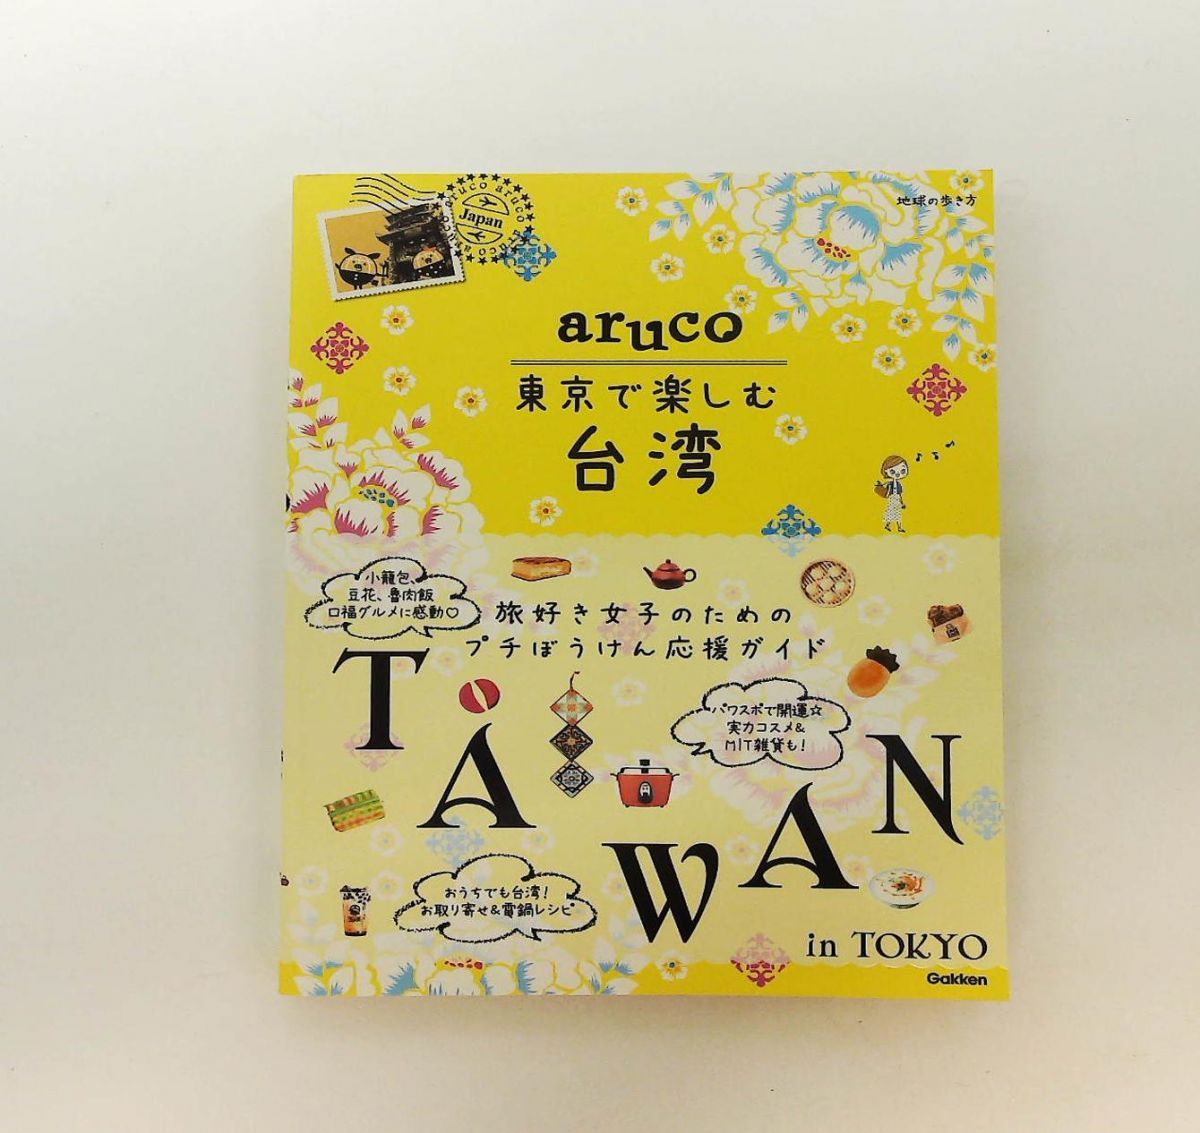 aruco aruco aruco
Japan
地球の歩き方
aruco
東京で楽しむ
台湾
小籠包、
豆花、魯肉飯
口福グルメに感動♡
旅好き女子のための
プチぼうけん応援ガイド
TAIWAN
パワスポで開運☆
実力コスメ&
MIT雑貨も!
おうちでも台湾!
お取り寄せ&電鍋レシピ
in TOKYO
Gakken